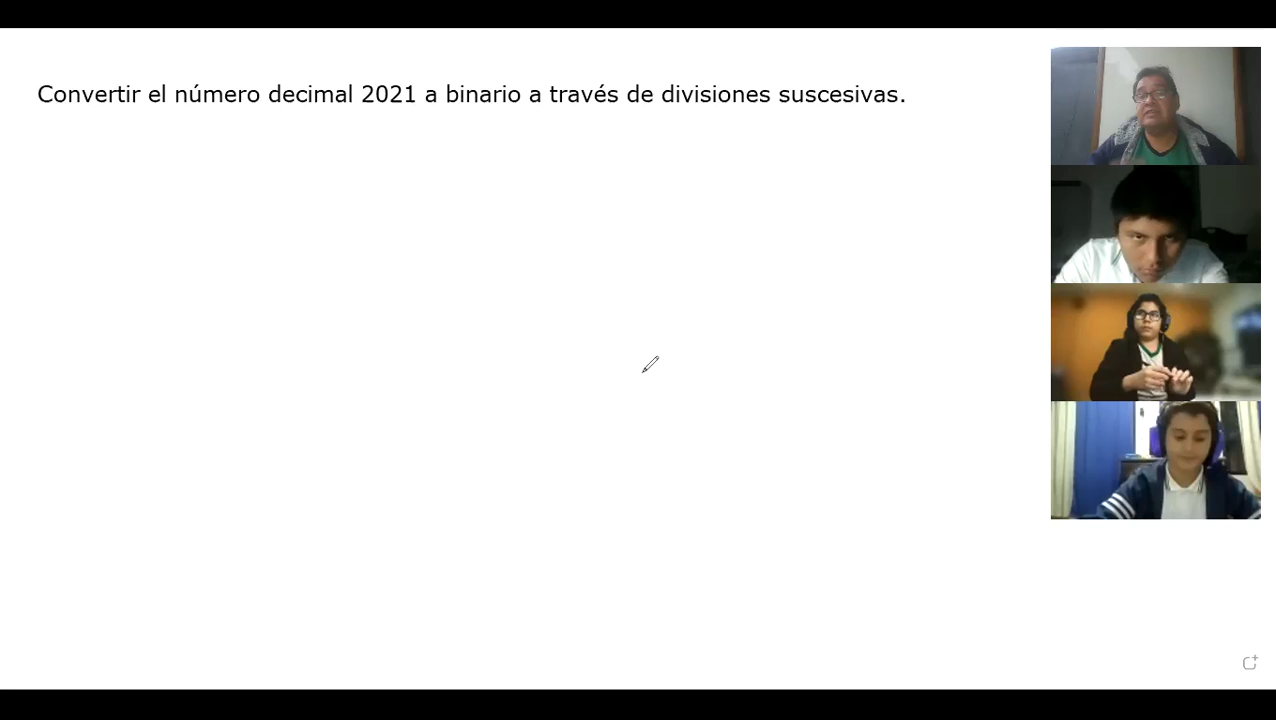 Convertir el número decimal 2021 a binario a través de divisiones suscesivas.